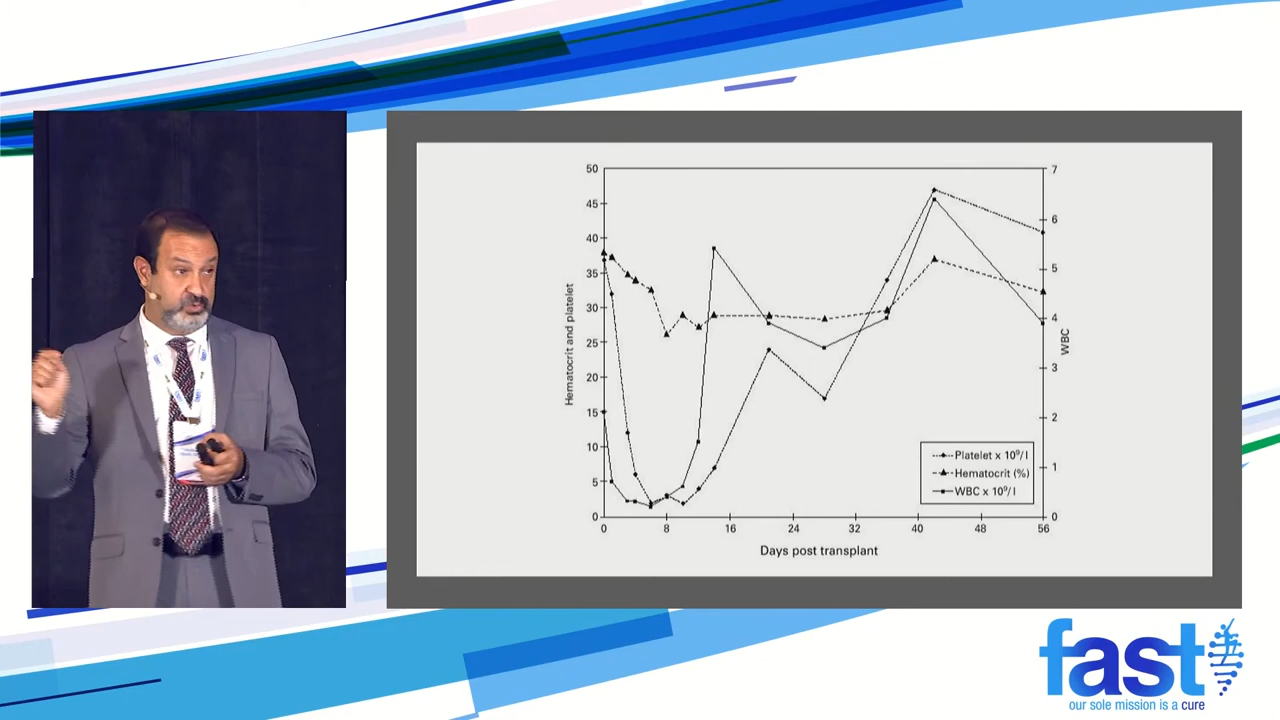 50
45
40
35
30
25
20
15
10
5
0
Hematocrit and platelet
7
6
5
4
3
2
1
0
WBC
Platelet x 10⁹/l
Hematocrit (%)
WBC x 10⁹/l
0 8 16 24 32 40 48 56
Days post transplant
fast
our sole mission is a cure